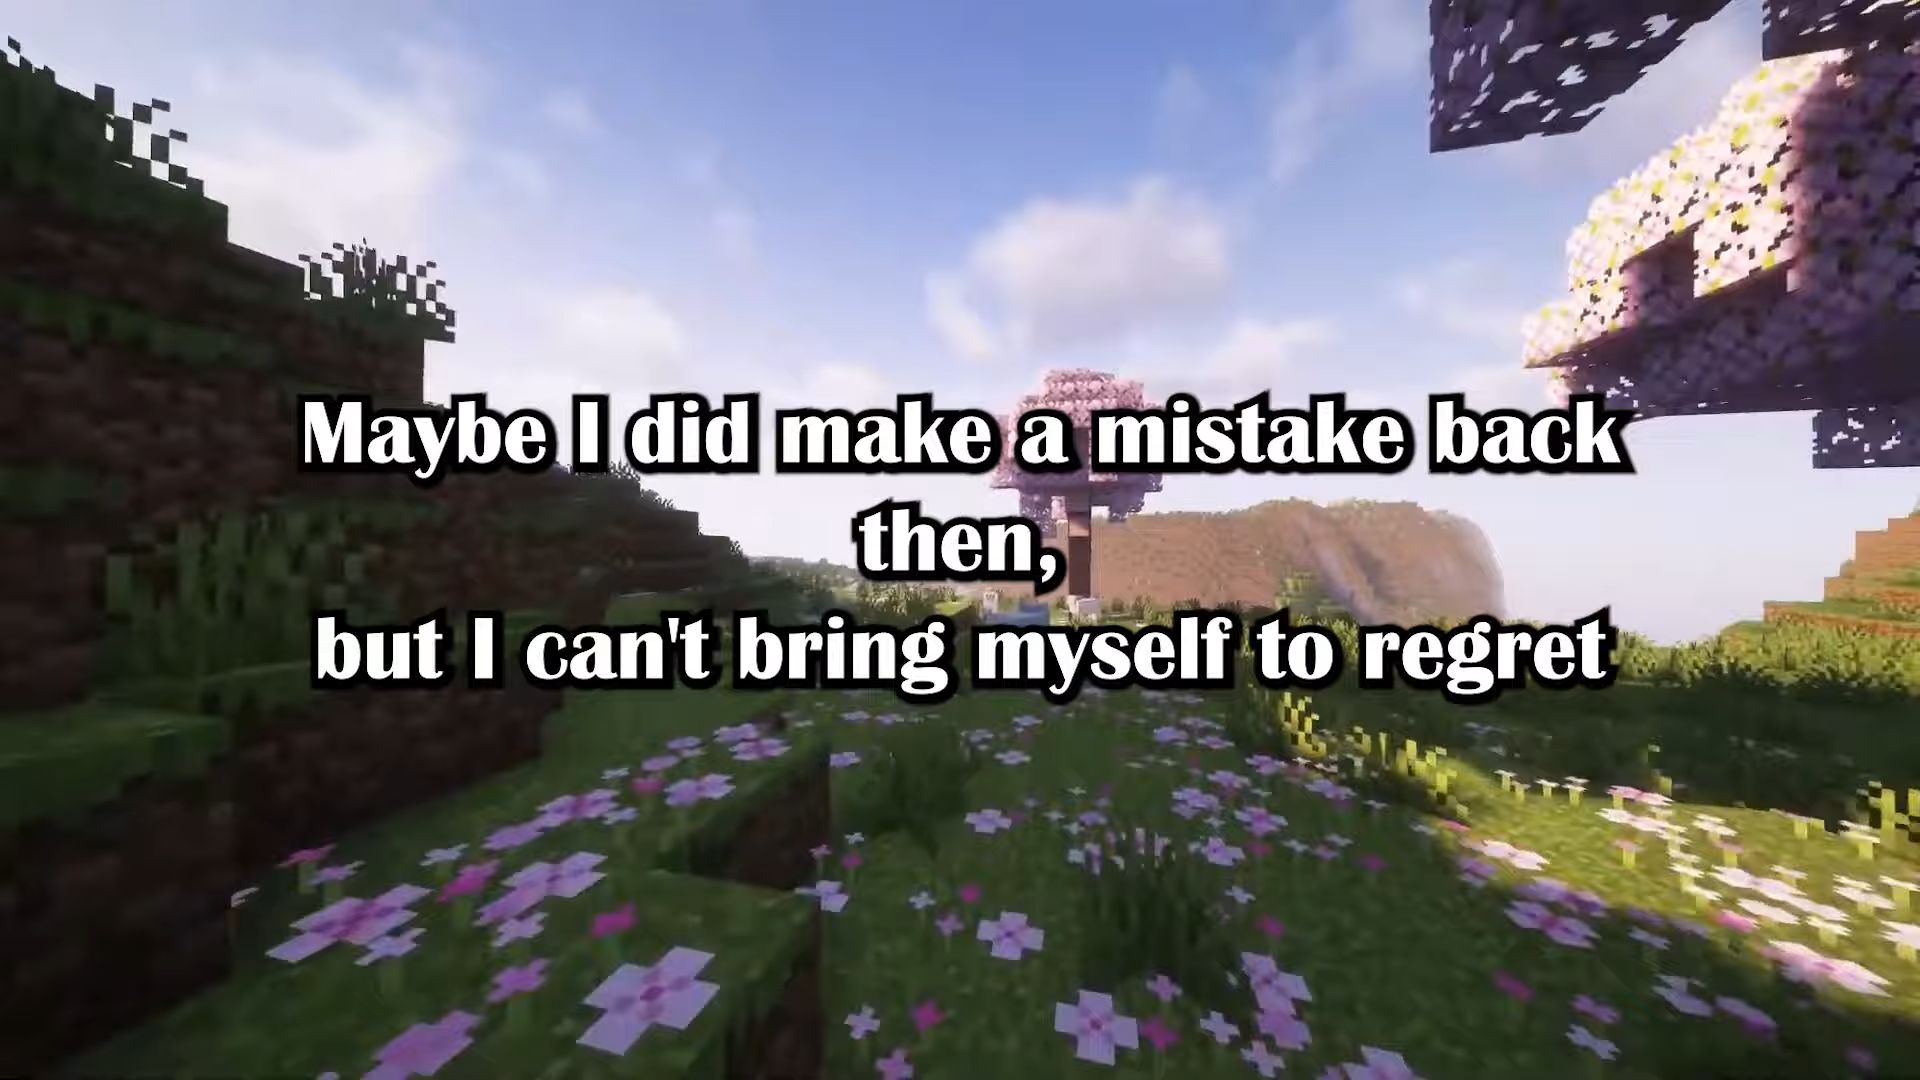 Maybe I did make a mistake back
then,
but I can't bring myself to regret